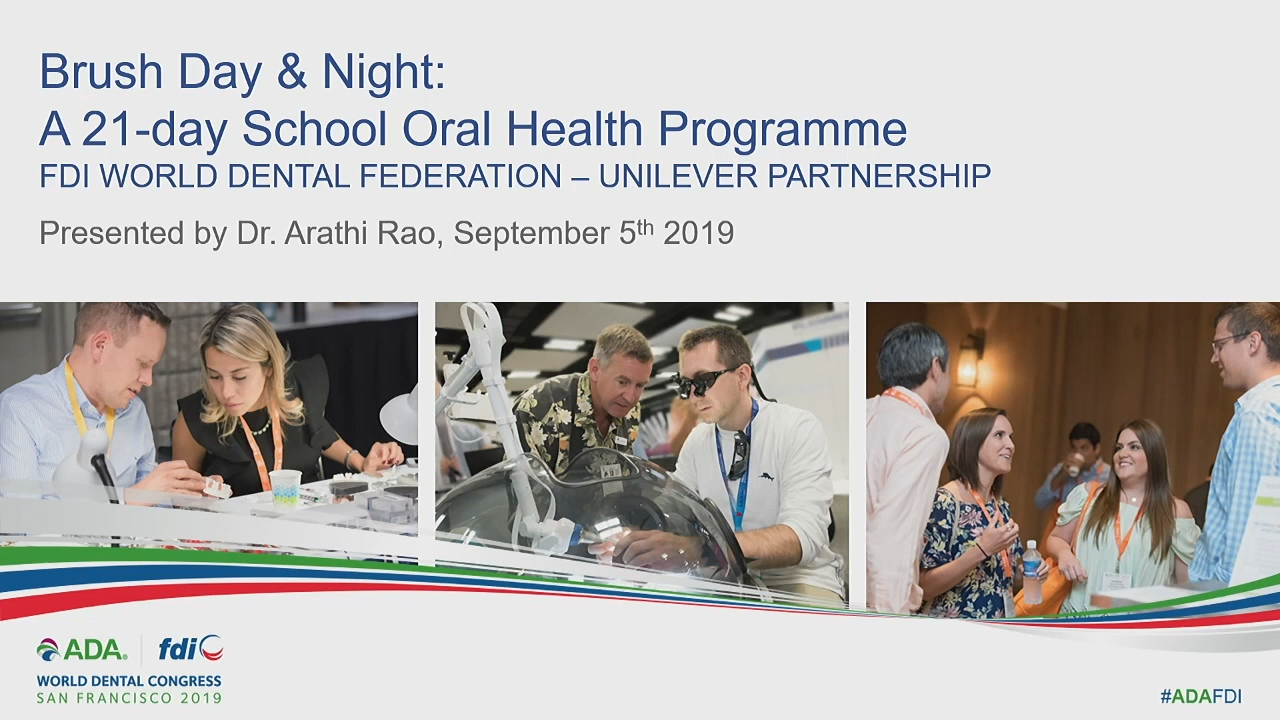 Brush Day & Night:
A 21-day School Oral Health Programme
FDI WORLD DENTAL FEDERATION – UNILEVER PARTNERSHIP
Presented by Dr. Arathi Rao, September 5th 2019
ADA® fdi
WORLD DENTAL CONGRESS
SAN FRANCISCO 2019
#ADAFDI